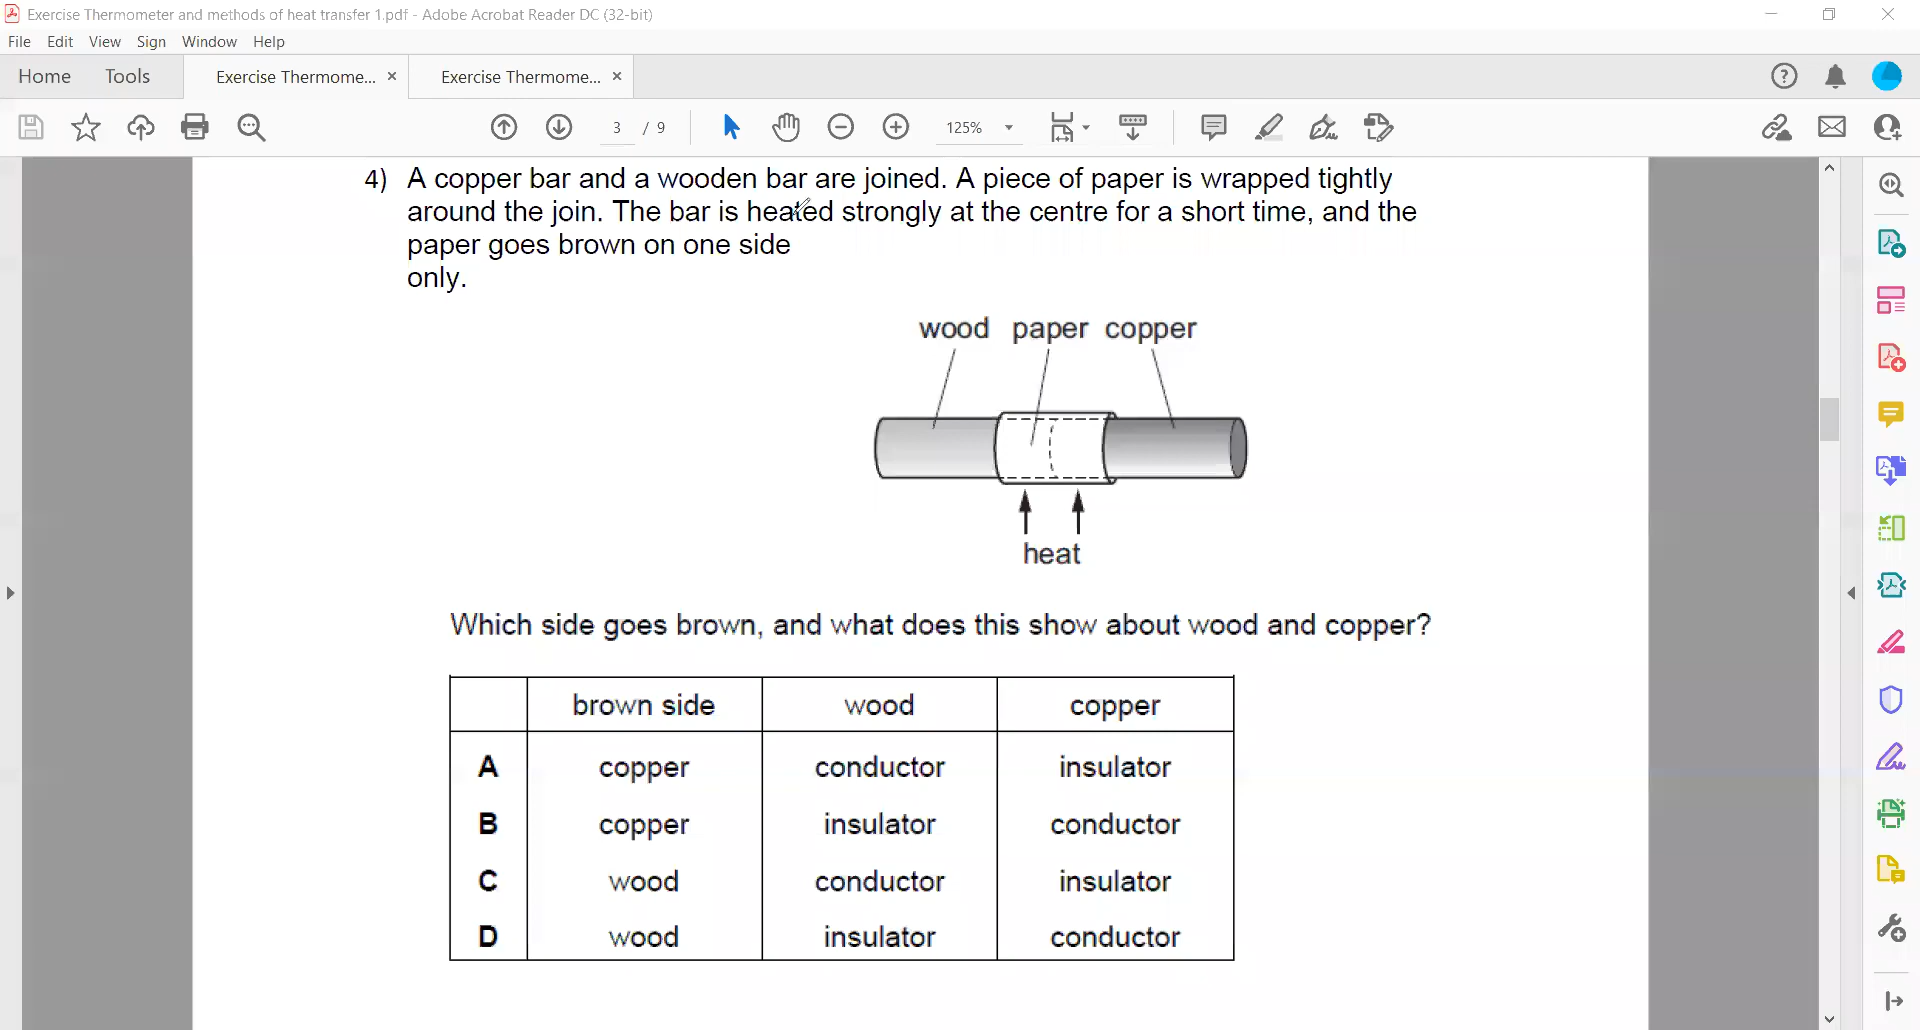 Exercise Thermometer and methods of heat transfer 1.pdf - Adobe Acrobat Reader DC (32-bit)
File Edit View Sign Window Help
Home Tools Exercise Thermome... × Exercise Thermome... ×
3 / 9 125%
4) A copper bar and a wooden bar are joined. A piece of paper is wrapped tightly
around the join. The bar is heated strongly at the centre for a short time, and the
paper goes brown on one side
only.
wood paper copper
heat
Which side goes brown, and what does this show about wood and copper?
brown side wood copper
A copper conductor insulator
B copper insulator conductor
C wood conductor insulator
D wood insulator conductor